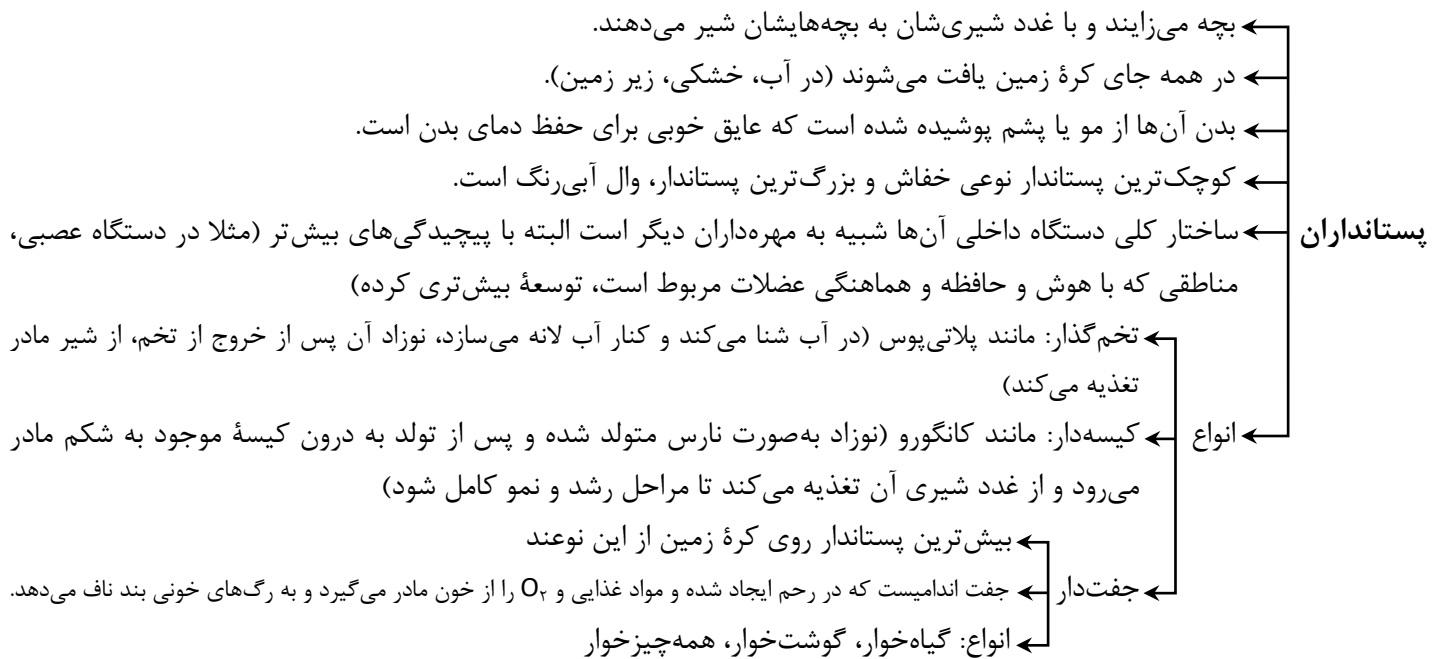 بچه می‌زایند و با غدد شیری‌شان به بچه‌هایشان شیر می‌دهند.
در همه جای کرهٔ زمین یافت می‌شوند (در آب، خشکی، زیر زمین).
بدن آن‌ها از مو یا پشم پوشیده شده است که عایق خوبی برای حفظ دمای بدن است.
کوچک‌ترین پستاندار نوعی خفاش و بزرگ‌ترین پستاندار، وال آبی‌رنگ است.
پستانداران ساختار کلی دستگاه داخلی آن‌ها شبیه به مهره‌داران دیگر است البته با پیچیدگی‌های بیش‌تر (مثلا در دستگاه عصبی،
مناطقی که با هوش و حافظه و هماهنگی عضلات مربوط است، توسعهٔ بیش‌تری کرده)
تخم‌گذار: مانند پلاتی‌پوس (در آب شنا می‌کند و کنار آب لانه می‌سازد، نوزاد آن پس از خروج از تخم، از شیر مادر
تغذیه می‌کند)
انواع کیسه‌دار: مانند کانگورو (نوزاد به‌صورت نارس متولد شده و پس از تولد به درون کیسهٔ موجود به شکم مادر
می‌رود و از غدد شیری آن تغذیه می‌کند تا مراحل رشد و نمو کامل شود)
بیش‌ترین پستاندار روی کرهٔ زمین از این نوعند
جفت‌دار جفت اندامیست که در رحم ایجاد شده و مواد غذایی و O₂ را از خون مادر می‌گیرد و به رگ‌های خونی بند ناف می‌دهد.
انواع: گیاه‌خوار، گوشت‌خوار، همه‌چیزخوار